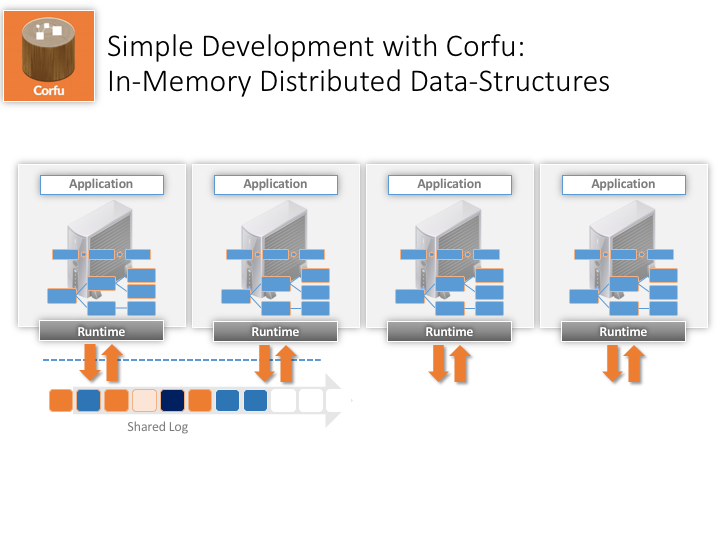 Corfu
Simple Development with Corfu:
In-Memory Distributed Data-Structures
Application
Application
Application
Application
Runtime
Runtime
Runtime
Runtime
Shared Log